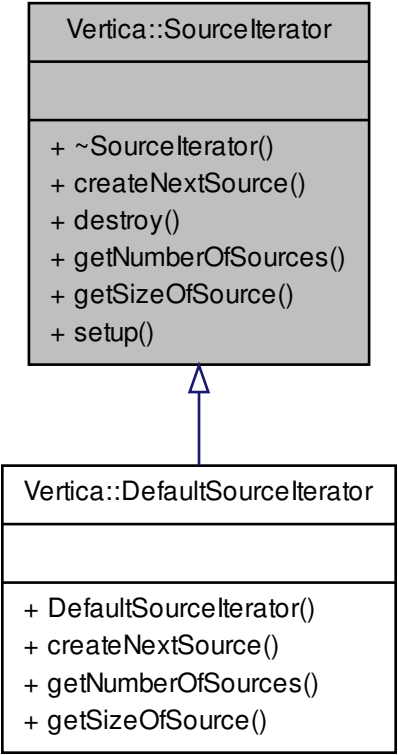 Vertica::SourceIterator
+ ~SourceIterator()
+ createNextSource()
+ destroy()
+ getNumberOfSources()
+ getSizeOfSource()
+ setup()
Vertica::DefaultSourceIterator
+ DefaultSourceIterator()
+ createNextSource()
+ getNumberOfSources()
+ getSizeOfSource()